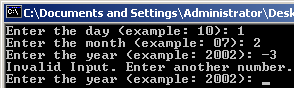 C:\Documents and Settings\Administrator\Desk
Enter the day (example: 10): 1
Enter the month (example: 07): 2
Enter the year (example: 2002): -3
Invalid Input. Enter another number.
Enter the year (example: 2002):